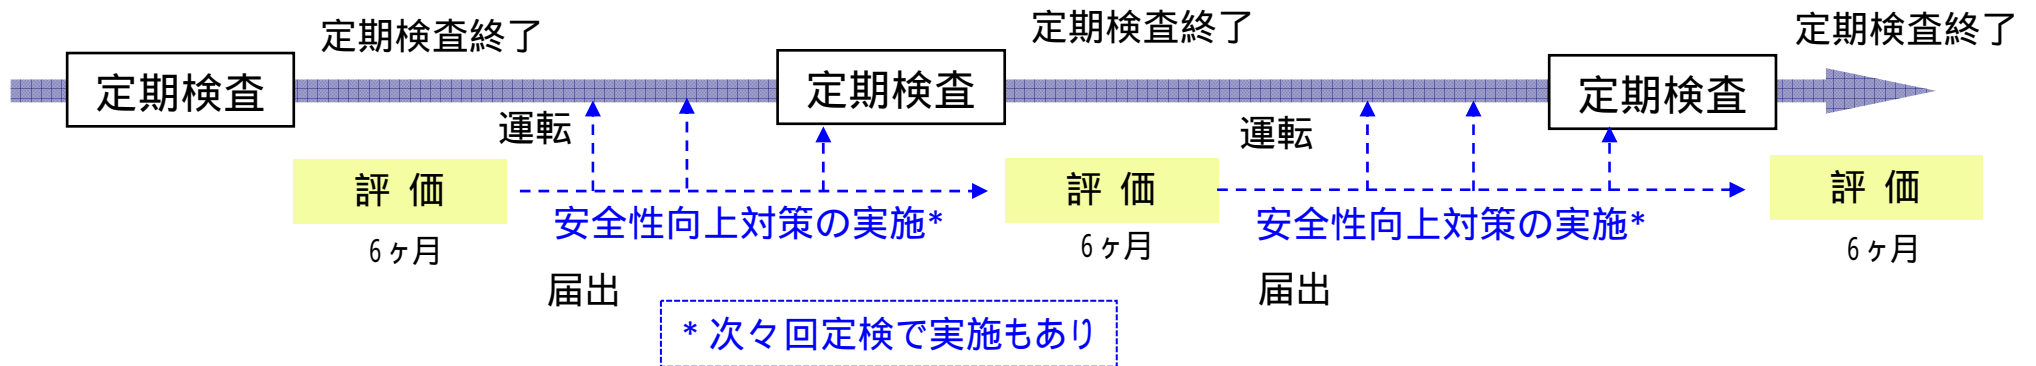 定期検査終了
定期検査終了
定期検査終了
定期検査
定期検査
定期検査
運転
運転
評 価
評 価
評 価
安全性向上対策の実施*
安全性向上対策の実施*
6ヶ月
6ヶ月
6ヶ月
届出
届出
* 次々回定検で実施もあり